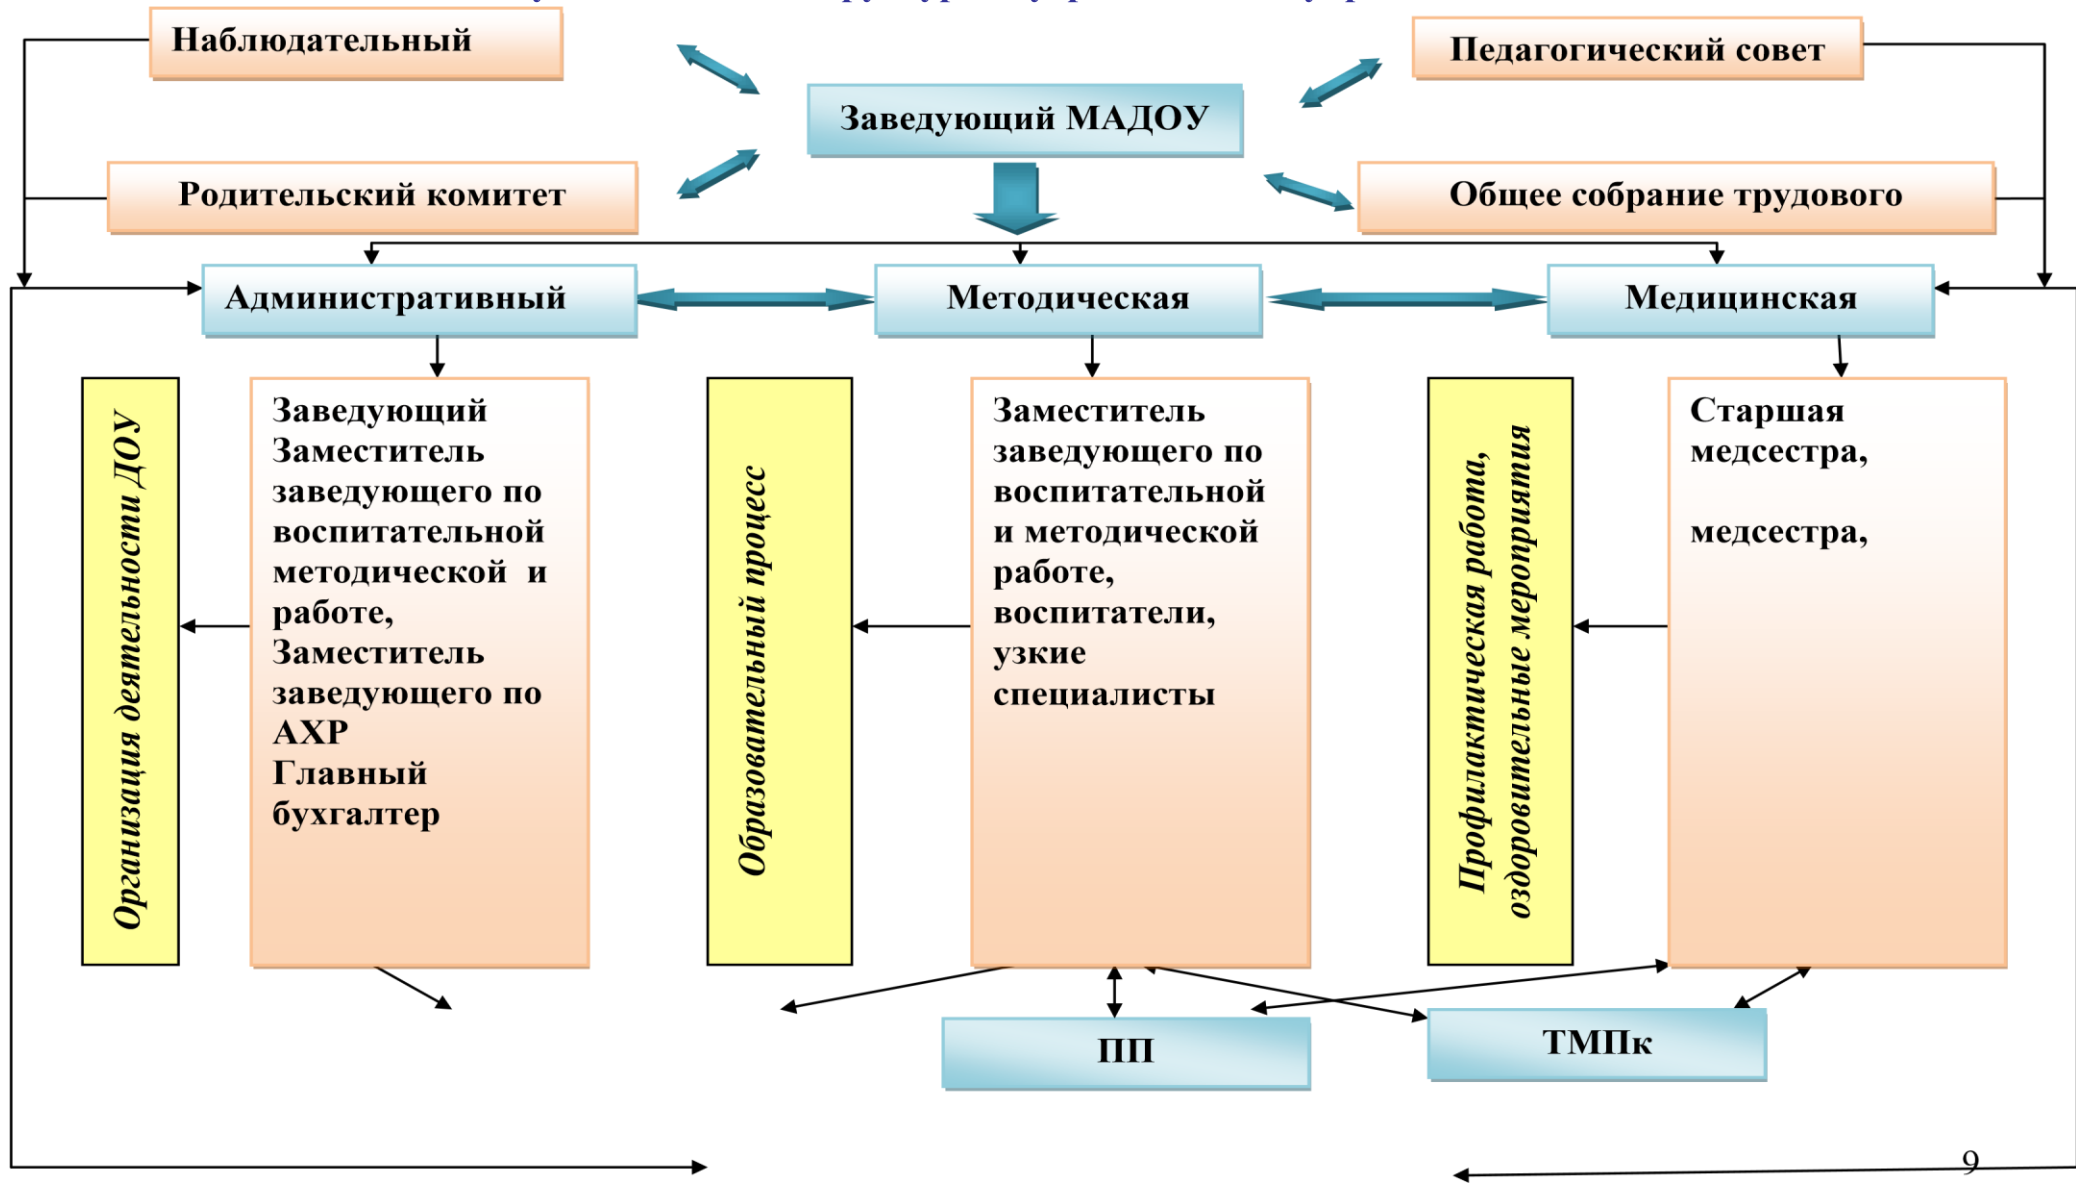 Наблюдательный
Педагогический совет
Заведующий МАДОУ
Родительский комитет
Общее собрание трудового
Административный
Методическая
Медицинская
Организация деятельности ДОУ
Заведующий
Заместитель
заведующего по
воспитательной
методической и
работе,
Заместитель
заведующего по
АХР
Главный
бухгалтер
Образовательный процесс
Заместитель
заведующего по
воспитательной
и методической
работе,
воспитатели,
узкие
специалисты
Профилактическая работа,
оздоровительные мероприятия
Старшая
медсестра,
медсестра,
ПП
ТМПк
9